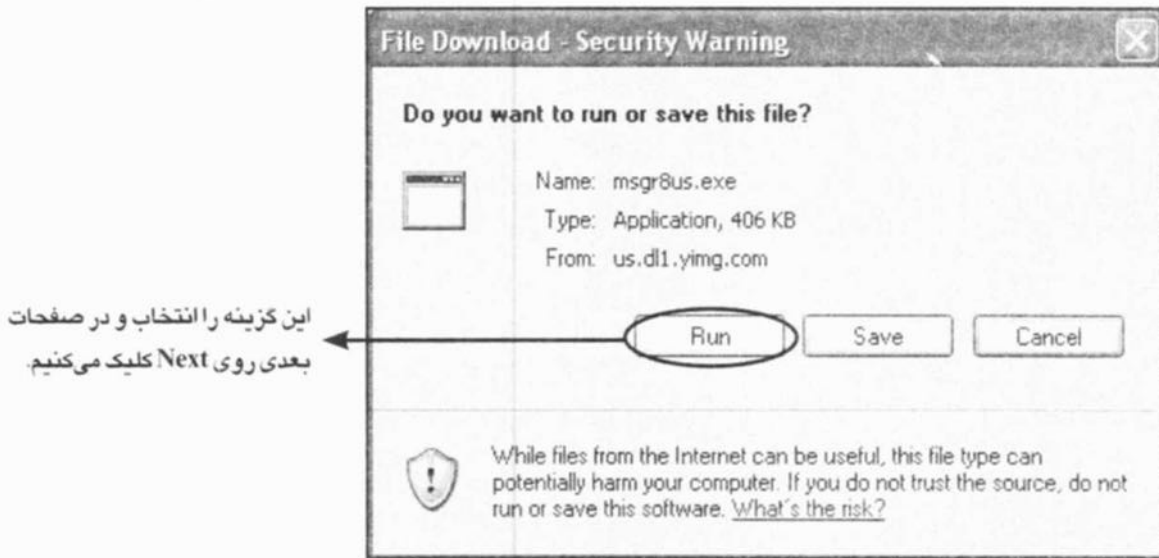 File Download - Security Warning
Do you want to run or save this file?
Name: msgr8us.exe
Type: Application, 406 KB
From: us.dl1.yimg.com
Run Save Cancel
این گزینه را انتخاب و در صفحات
بعدی روی Next کلیک می‌کنیم.
While files from the Internet can be useful, this file type can
potentially harm your computer. If you do not trust the source, do not
run or save this software. What's the risk?